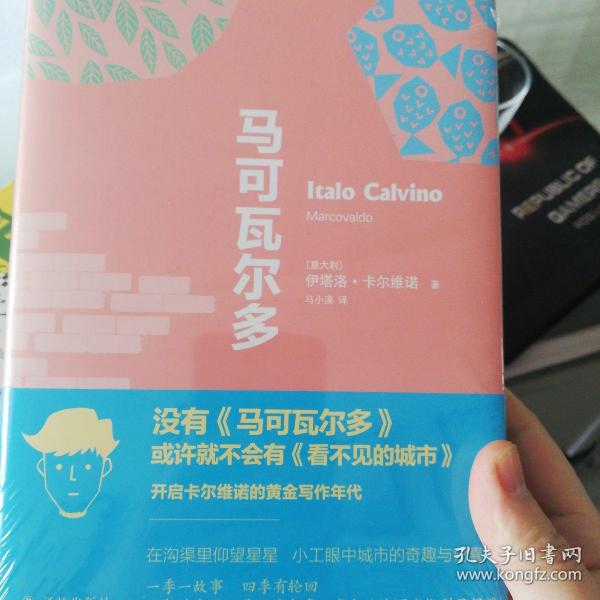 马可瓦尔多
Italo Calvino
Marcovaldo
[意大利]
伊塔洛·卡尔维诺 著
马小漠 译
REPUBLIC OF
GAMERS
没有《马可瓦尔多》
或许就不会有《看不见的城市》
开启卡尔维诺的黄金写作年代
在沟渠里仰望星星 小工眼中城市的奇趣与
一季一故事 四季有轮回
孔夫子旧书网
www.kongfz.com